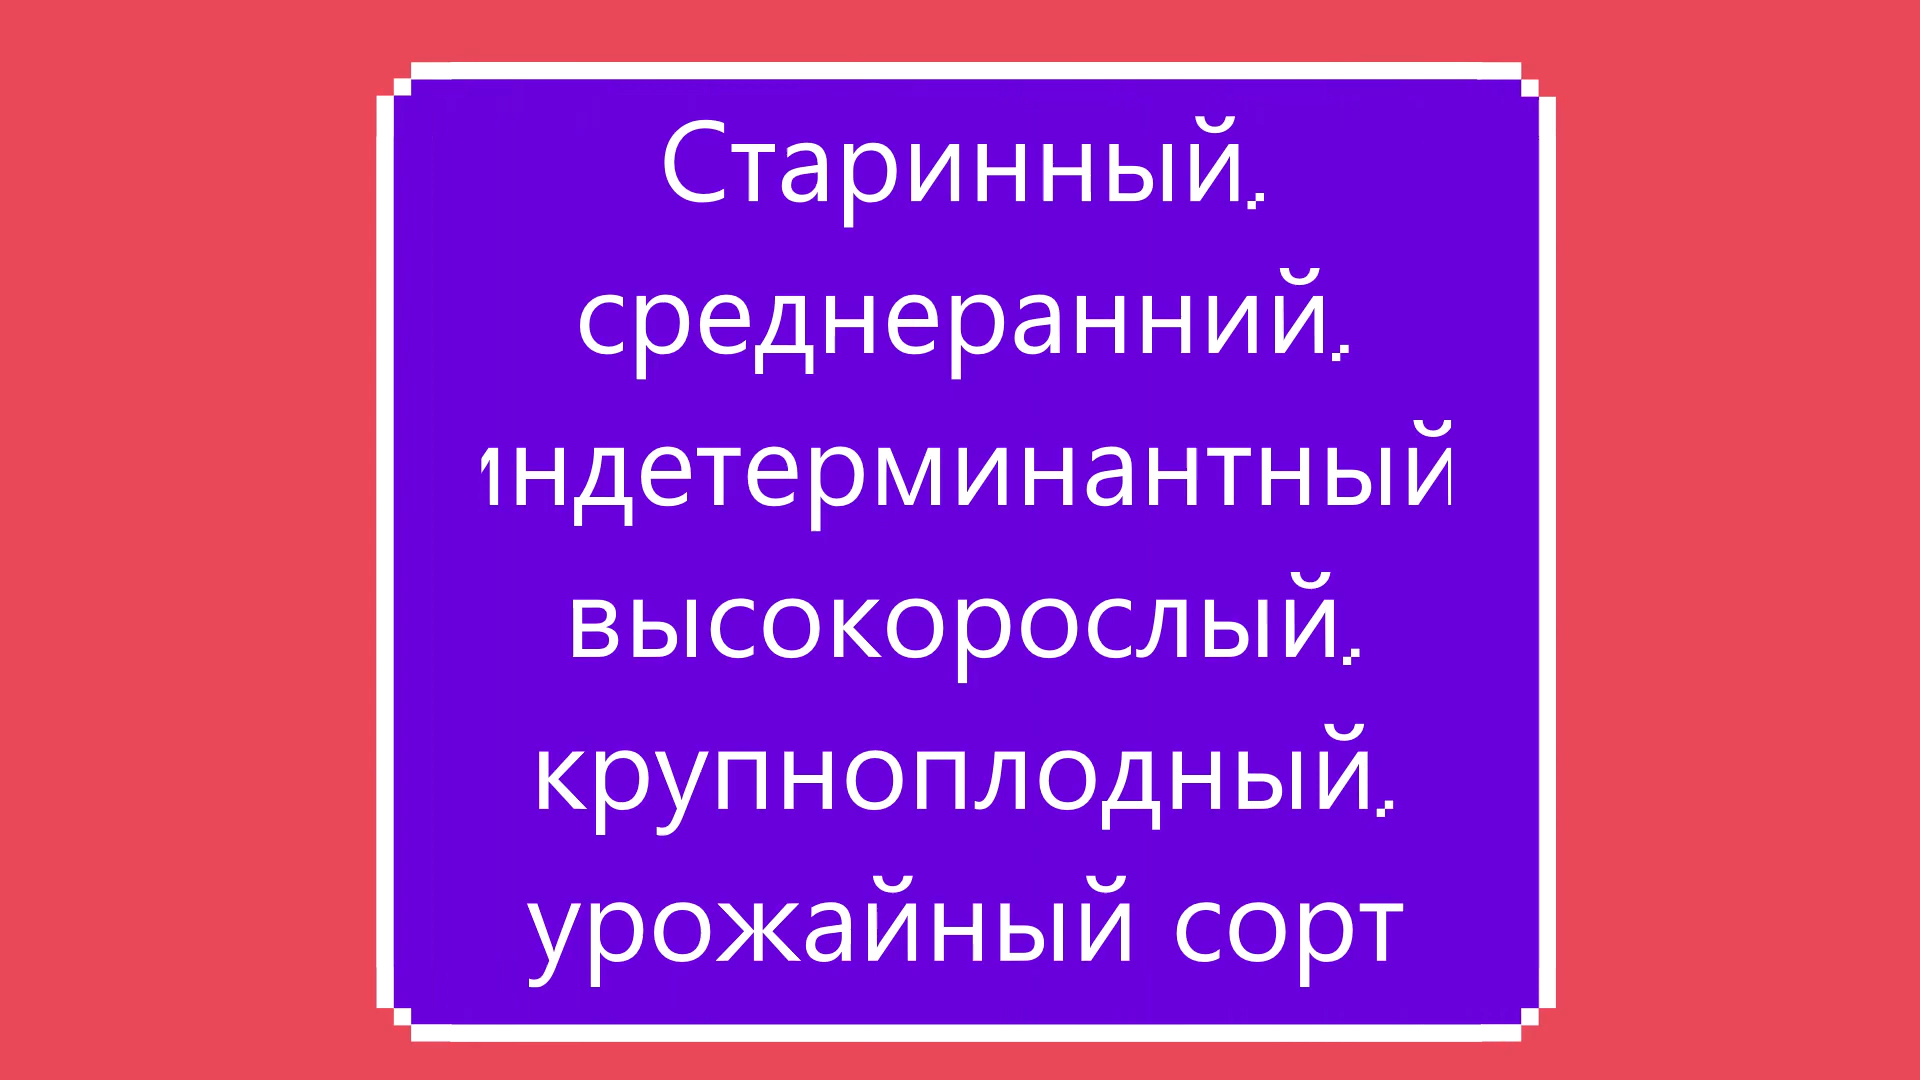 Старинный,
среднеранний,
индетерминантный
высокорослый,
крупноплодный,
урожайный сорт